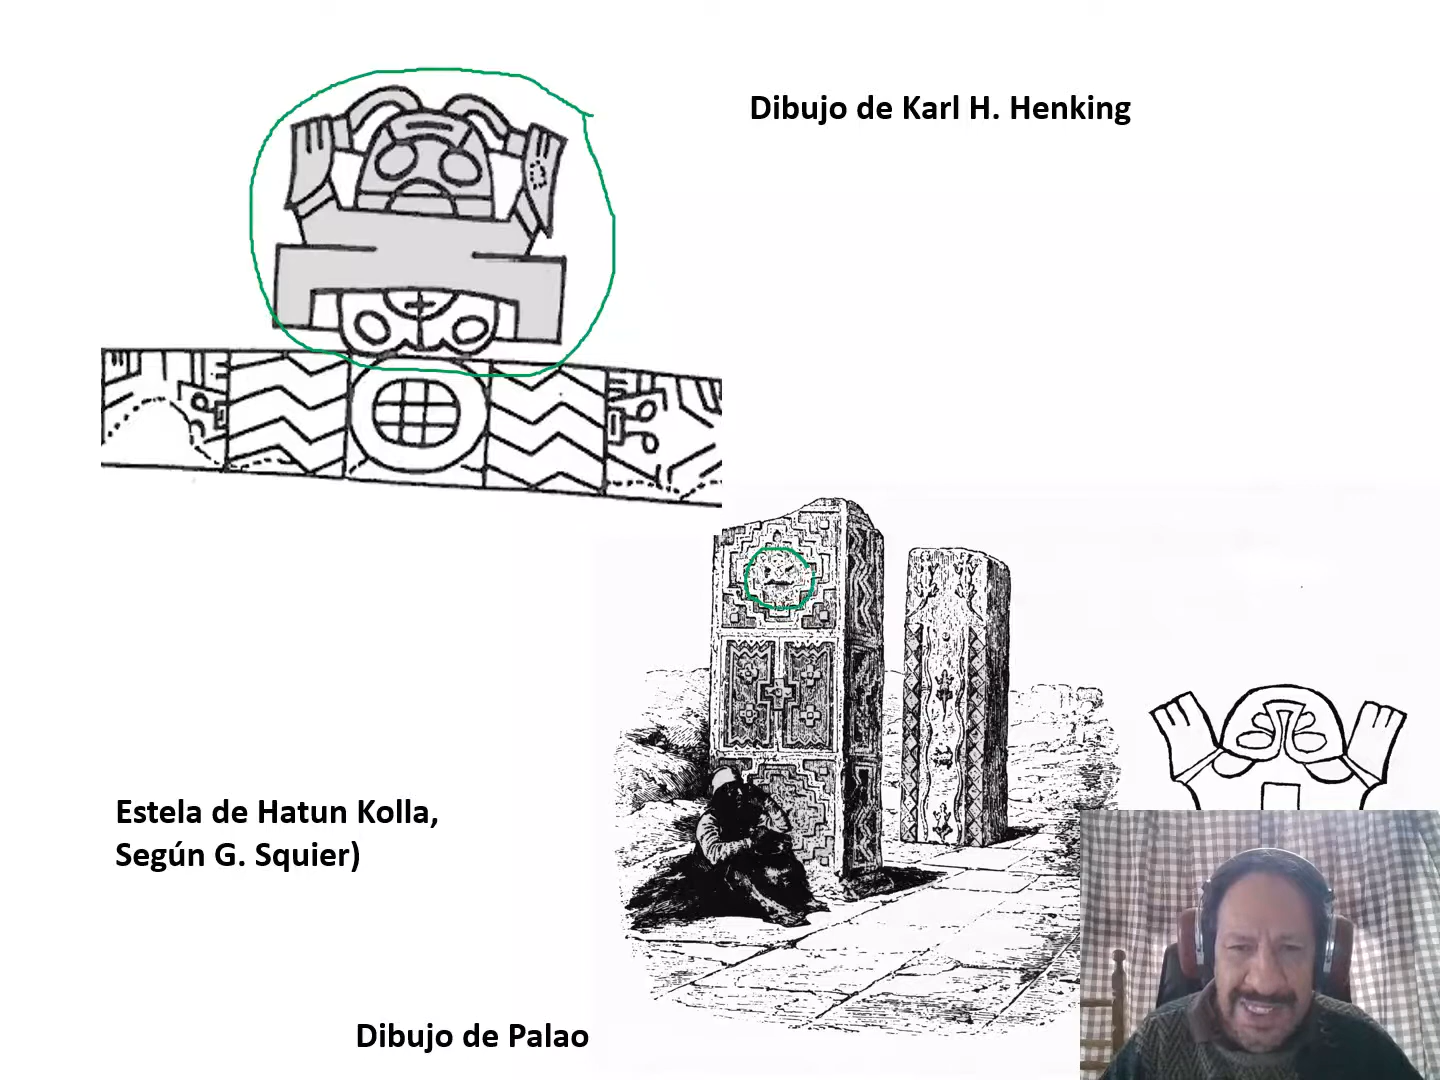 Dibujo de Karl H. Henking
Estela de Hatun Kolla,
Según G. Squier)
Dibujo de Palao